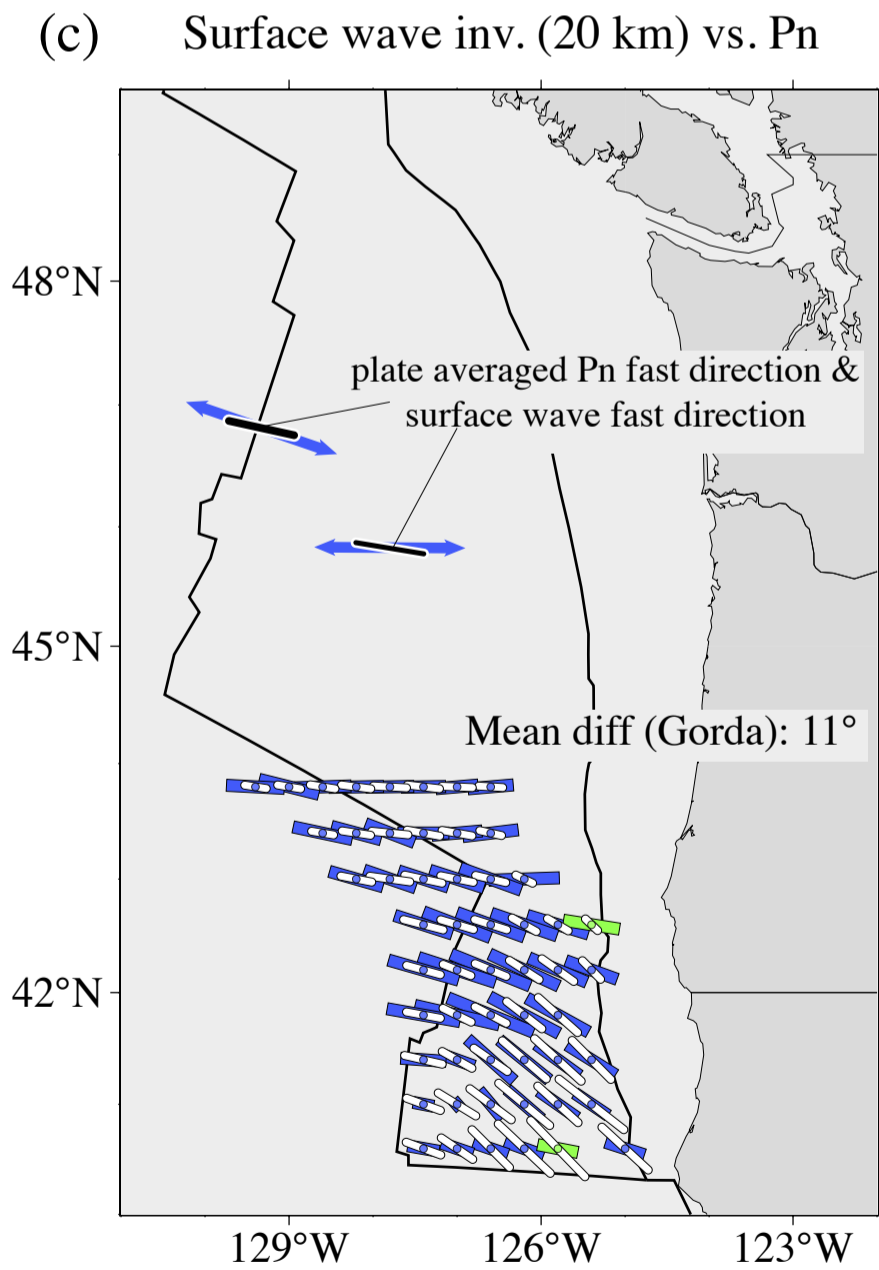 (c) Surface wave inv. (20 km) vs. Pn
48°N
plate averaged Pn fast direction &
surface wave fast direction
45°N
Mean diff (Gorda): 11°
42°N
129°W 126°W 123°W